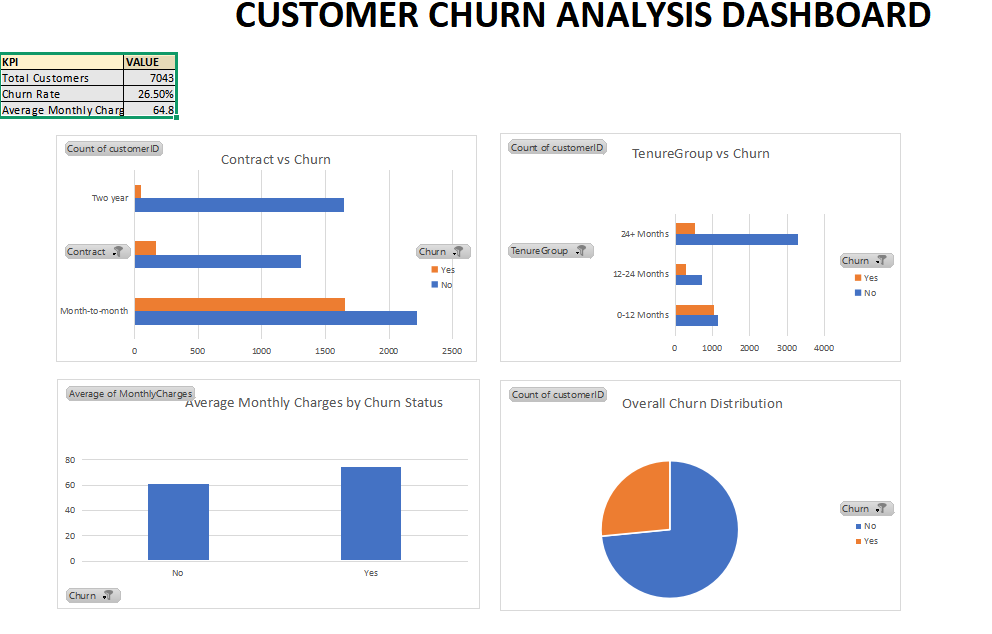 CUSTOMER CHURN ANALYSIS DASHBOARD
KPI VALUE
Total Customers 7043
Churn Rate 26.50%
Average Monthly Charg 64.8
Count of customerID
Contract vs Churn
Two year
Contract
Month-to-month
0 500 1000 1500 2000 2500
Churn
Yes
No
Count of customerID
TenureGroup vs Churn
TenureGroup
24+ Months
12-24 Months
0-12 Months
0 1000 2000 3000 4000
Churn
Yes
No
Average of MonthlyCharges
Average Monthly Charges by Churn Status
80
60
40
20
0
No Yes
Churn
Count of customerID
Overall Churn Distribution
Churn
No
Yes